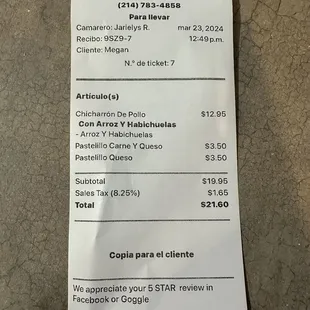 (214) 783-4858
Para llevar
Camarero: Jarielys R. mar 23, 2024
Recibo: 9SZ9-7 12:49 p.m.
Cliente: Megan
N.º de ticket: 7
Artículo(s)
Chicharrón De Pollo $12.95
Con Arroz Y Habichuelas
- Arroz Y Habichuelas
Pastelillo Carne Y Queso $3.50
Pastelillo Queso $3.50
Subtotal $19.95
Sales Tax (8.25%) $1.65
Total $21.60
Copia para el cliente
We appreciate your 5 STAR review in
Facebook or Goggle